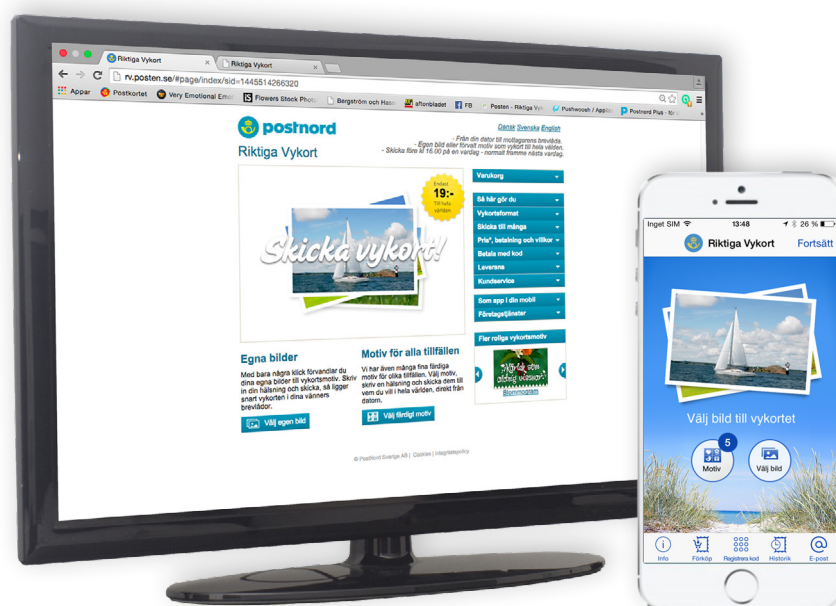 Riktiga Vykort
Riktiga Vykort
rv.posten.se/#page/index/sid=1445514266320
Appar
Postkortet
Very Emotional Emo
Flowers Stock Photo
Bergström och Hass
aftonbladet
FB
Posten - Riktiga Vyk
Pushwoosh / Applic
Postnord Plus - för
postnord
Dansk Svenska English
Riktiga Vykort
- Från din dator till mottagarens brevlåda.
- Egen bild eller förvalt motiv som vykort till hela världen.
- Skicka före kl 16.00 på en vardag - normalt framme nästa vardag.
Endast
19:-
Till hela
världen
Skicka vykort!
Varukorg
Så här gör du
Vykortsformat
Skicka till många
Pris*, betalning och villkor
Betala med kod
Leverans
Kundservice
Som app i din mobil
Företagstjänster
Fler roliga vykortsmotiv
Blommogram
Egna bilder
Med bara några klick förvandlar du
dina egna bilder till vykortsmotiv. Skriv
in din hälsning och skicka, så ligger
snart vykorten i dina vänners
brevlådor.
Välj egen bild
Motiv för alla tillfällen
Vi har även många fina färdiga
motiv för olika tillfällen. Välj motiv,
skriv en hälsning och skicka dem till
vem du vill i hela världen, direkt från
datorn.
Välj färdigt motiv
© PostNord Sverige AB | Cookies | Integritetspolicy
Inget SIM
13:48
26 %
Riktiga Vykort
Fortsätt
Välj bild till vykortet
5
Motiv
Välj bild
Info
Förköp
Registrera kod
Historik
E-post